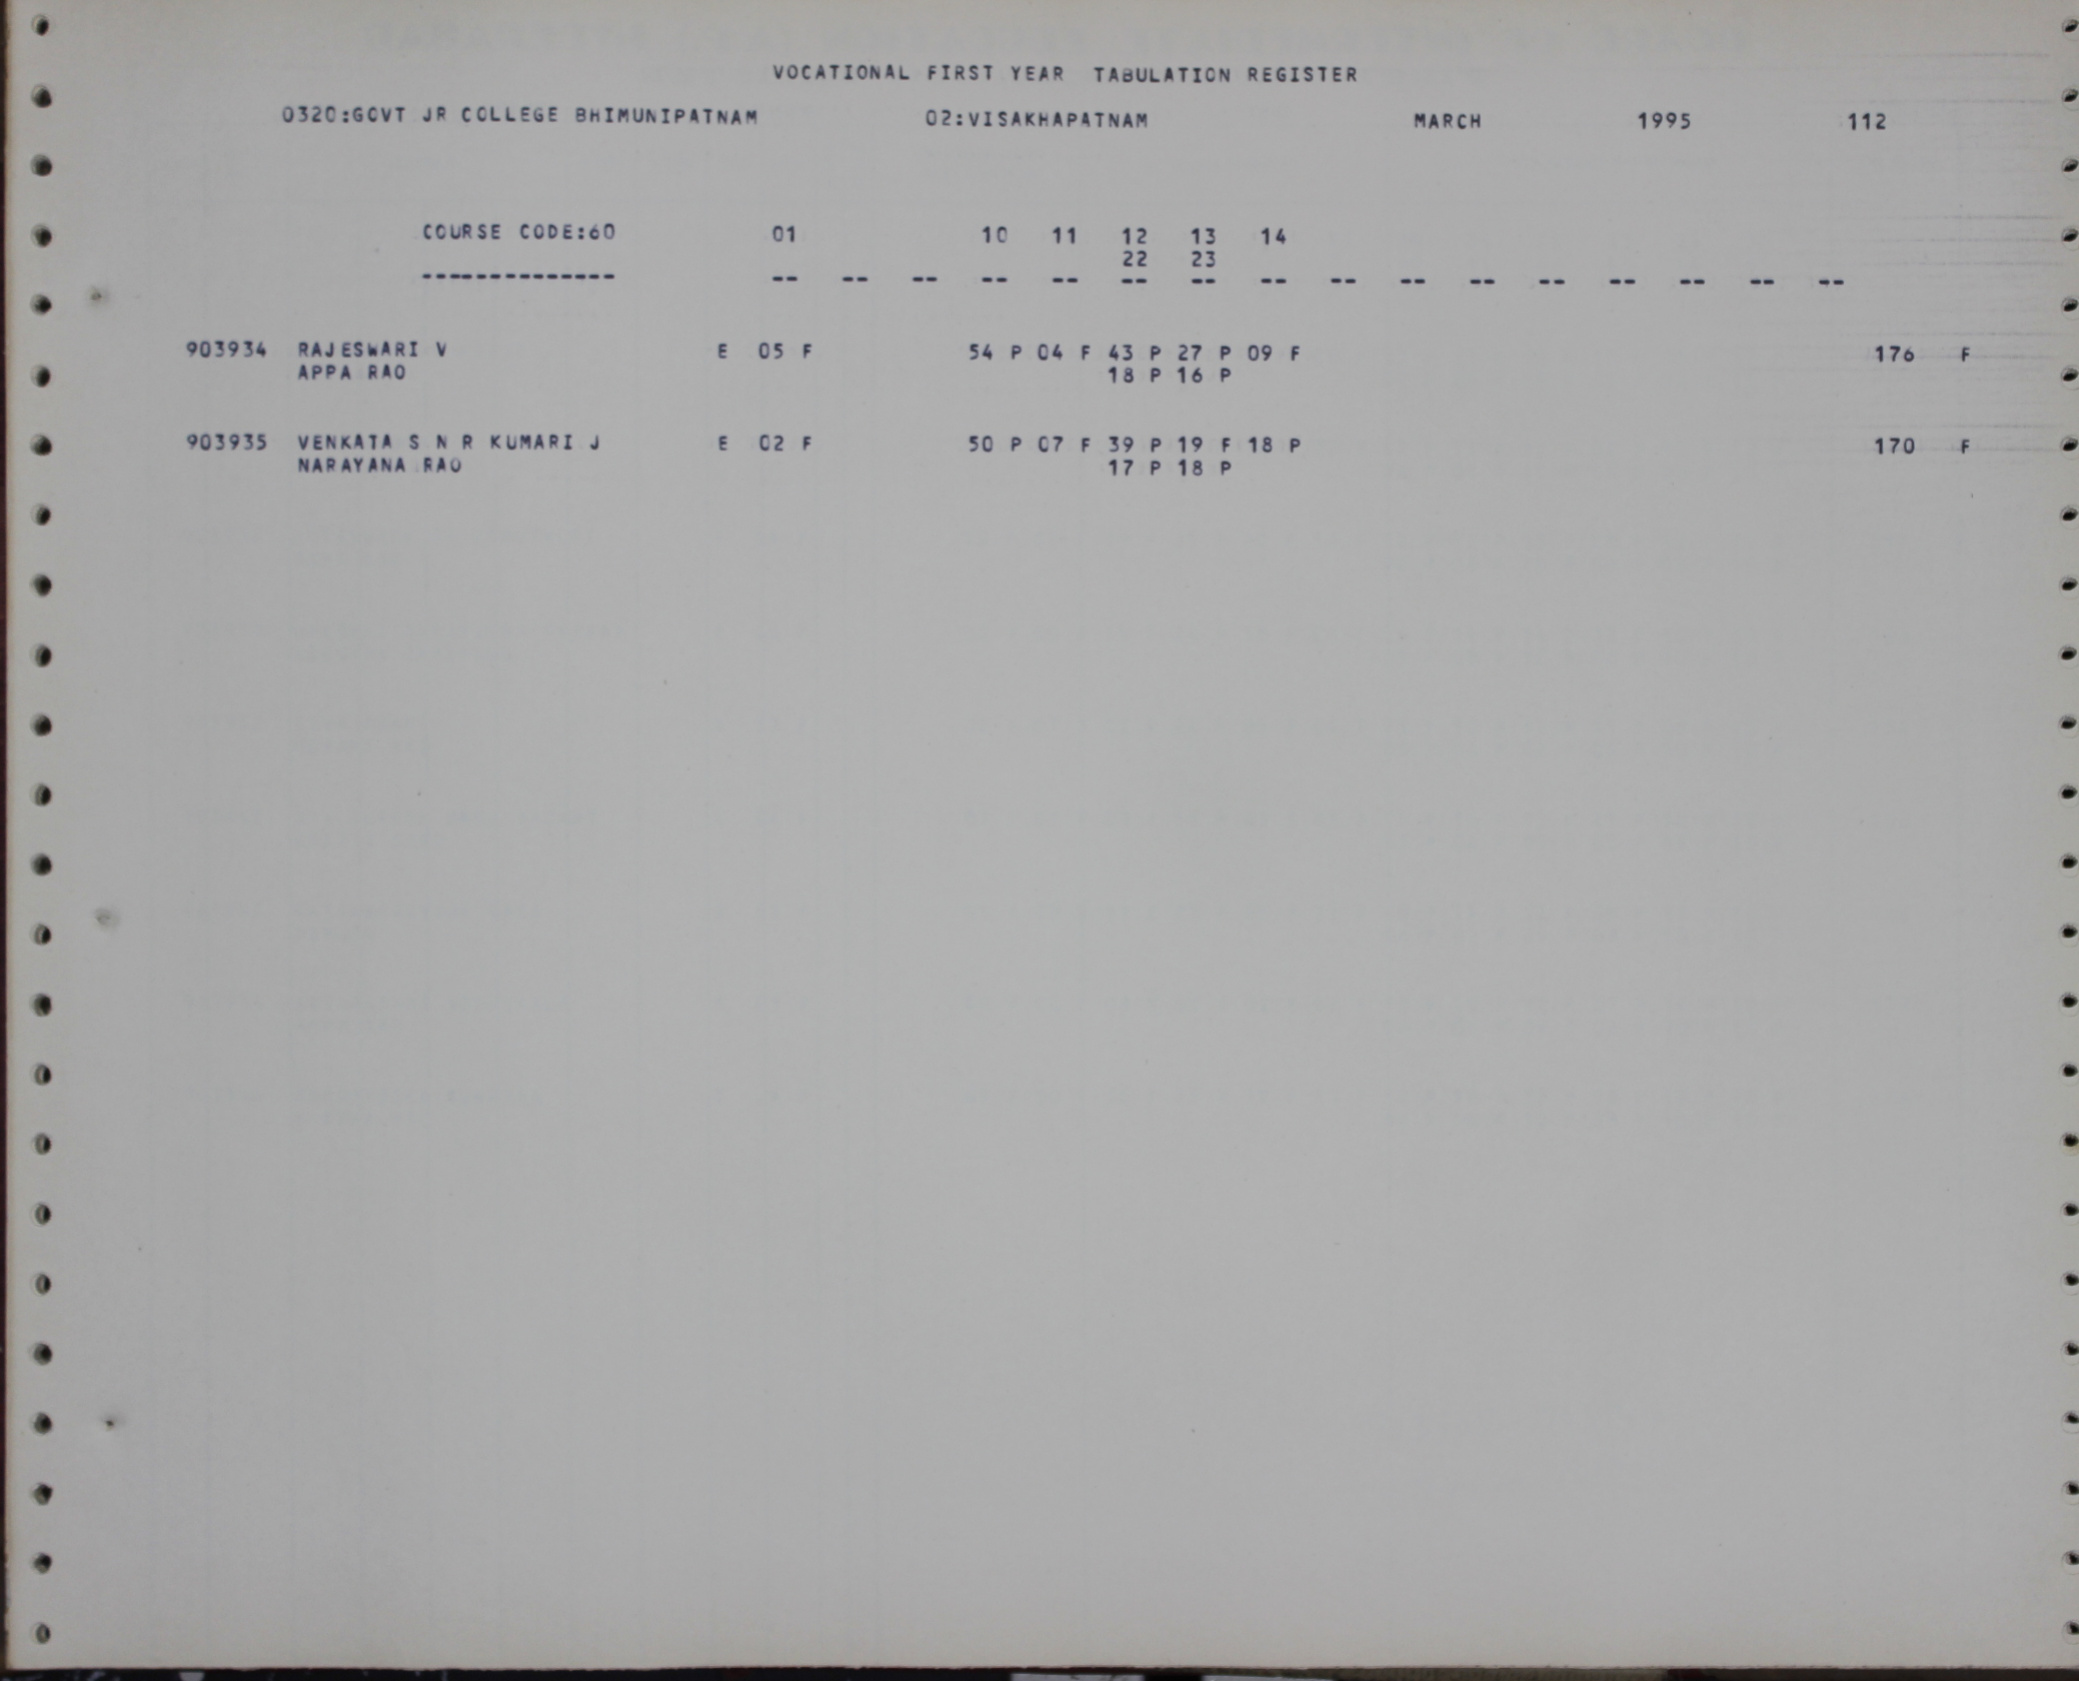 VOCATIONAL FIRST YEAR TABULATION REGISTER
0320:GOVT JR COLLEGE BHIMUNIPATNAM 02:VISAKHAPATNAM MARCH 1995 112
COURSE CODE:60 01 10 11 12 13 14
22 23
-------------- -- -- -- -- -- -- -- -- -- -- -- -- -- -- -- --
903934 RAJESWARI V E 05 F 54 P 04 F 43 P 27 P 09 F 176 F
APPA RAO 18 P 16 P
903935 VENKATA S N R KUMARI J E 02 F 50 P 07 F 39 P 19 F 18 P 170 F
NARAYANA RAO 17 P 18 P